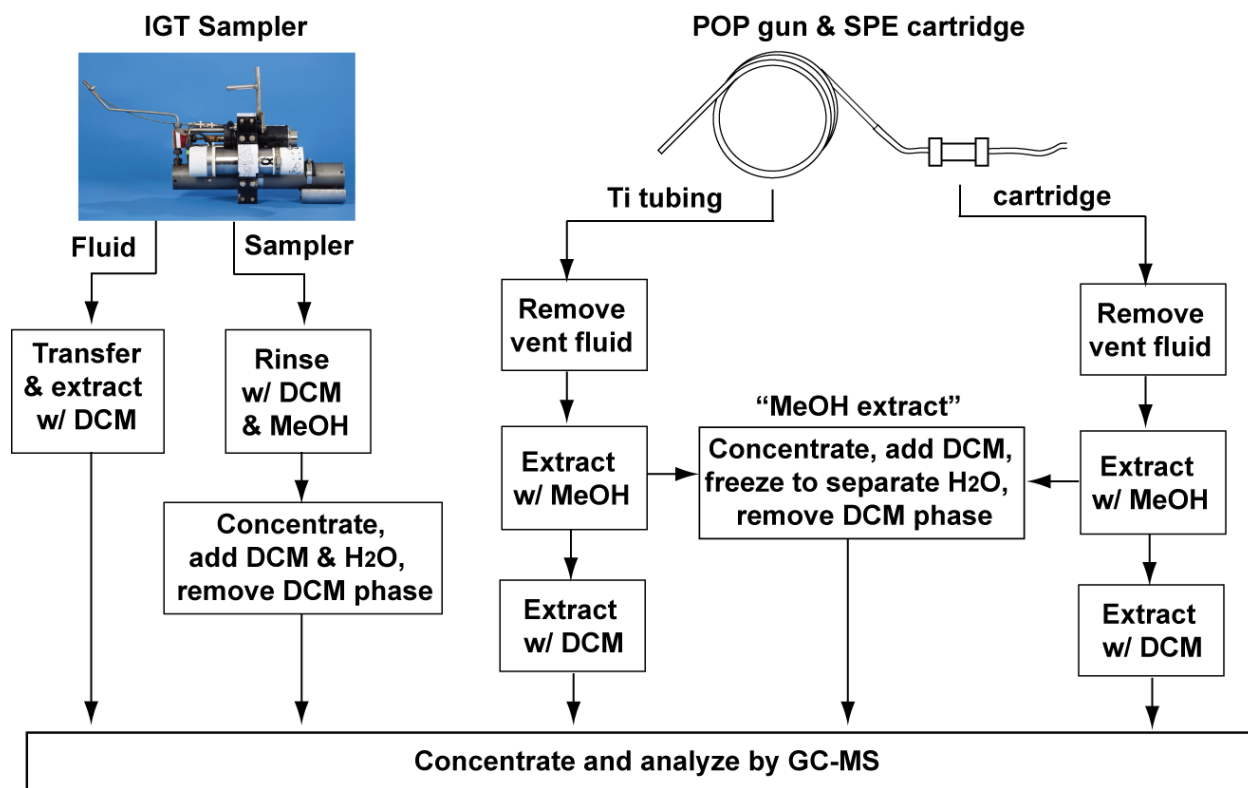 IGT Sampler
POP gun & SPE cartridge
Fluid
Sampler
Ti tubing
cartridge
Transfer
& extract
w/ DCM
Rinse
w/ DCM
& MeOH
Concentrate,
add DCM & H2O,
remove DCM phase
Remove
vent fluid
Extract
w/ MeOH
Extract
w/ DCM
“MeOH extract”
Concentrate, add DCM,
freeze to separate H2O,
remove DCM phase
Remove
vent fluid
Extract
w/ MeOH
Extract
w/ DCM
Concentrate and analyze by GC-MS